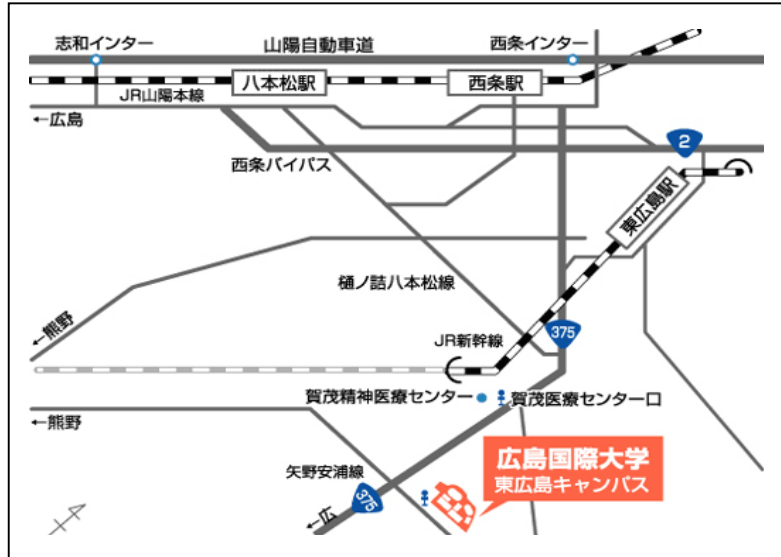 志和インター
山陽自動車道
西条インター
八本松駅
西条駅
JR山陽本線
←広島
2
西条バイパス
東広島駅
樋ノ詰八本松線
←熊野
JR新幹線
375
賀茂精神医療センター
賀茂医療センター口
←熊野
広島国際大学
東広島キャンパス
矢野安浦線
375
←広